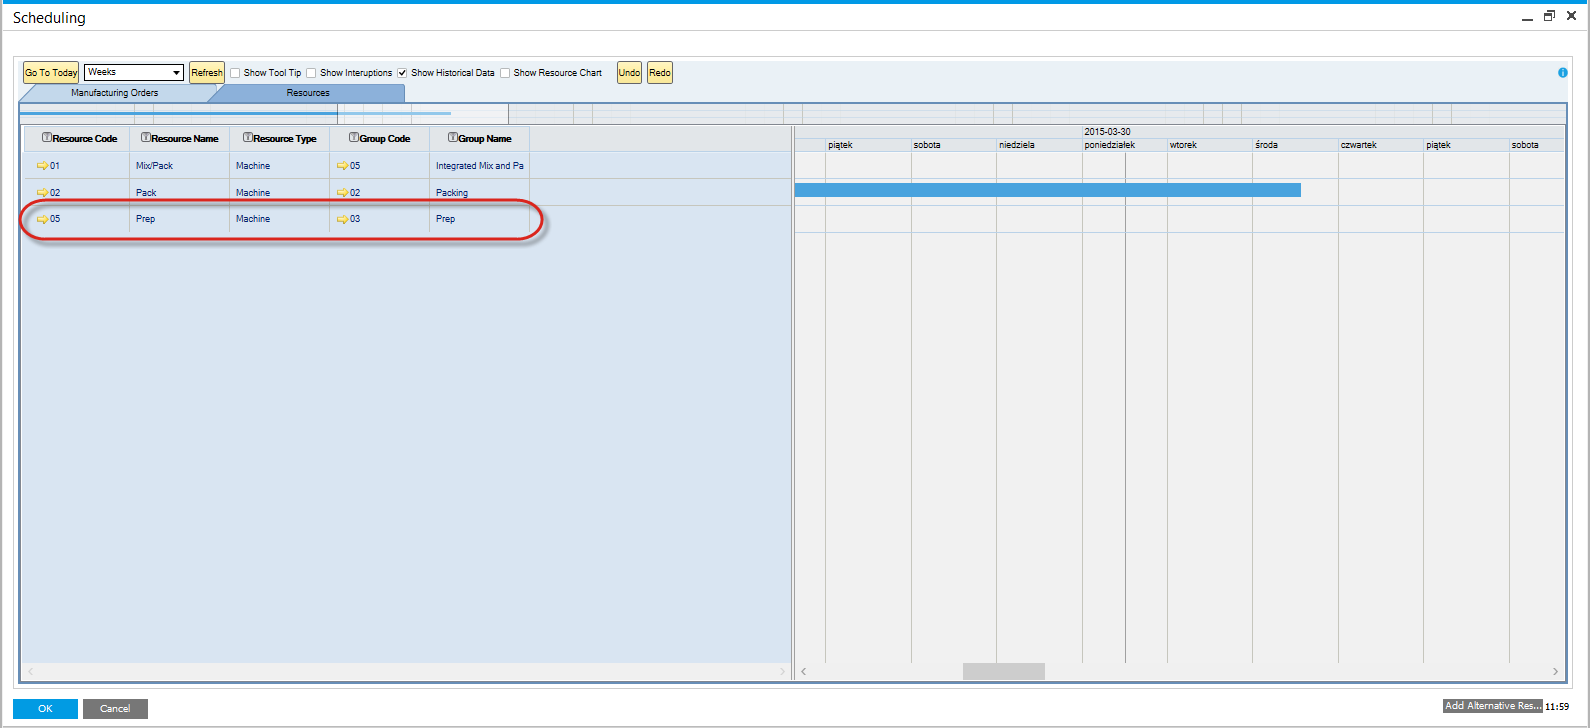 Scheduling
Go To Today Weeks Refresh Show Tool Tip Show Interuptions Show Historical Data Show Resource Chart Undo Redo
Manufacturing Orders Resources
Resource Code Resource Name Resource Type Group Code Group Name
2015-03-30
piątek sobota niedziela poniedziałek wtorek środa czwartek piątek sobota
01 Mix/Pack Machine 05 Integrated Mix and Pa
02 Pack Machine 02 Packing
05 Prep Machine 03 Prep
OK Cancel Add Alternative Res... 11:59